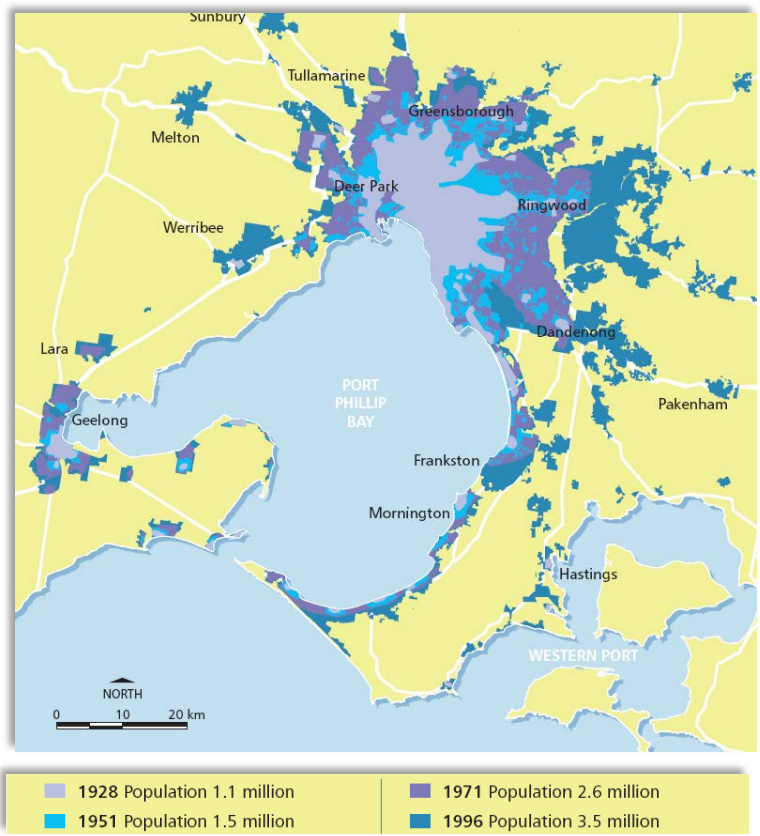 Sunbury
Tullamarine
Greensborough
Melton
Deer Park
Ringwood
Werribee
Dandenong
Lara
PORT
PHILLIP
BAY
Pakenham
Geelong
Frankston
Mornington
Hastings
WESTERN PORT
NORTH
0 10 20 km
1928 Population 1.1 million
1951 Population 1.5 million
1971 Population 2.6 million
1996 Population 3.5 million